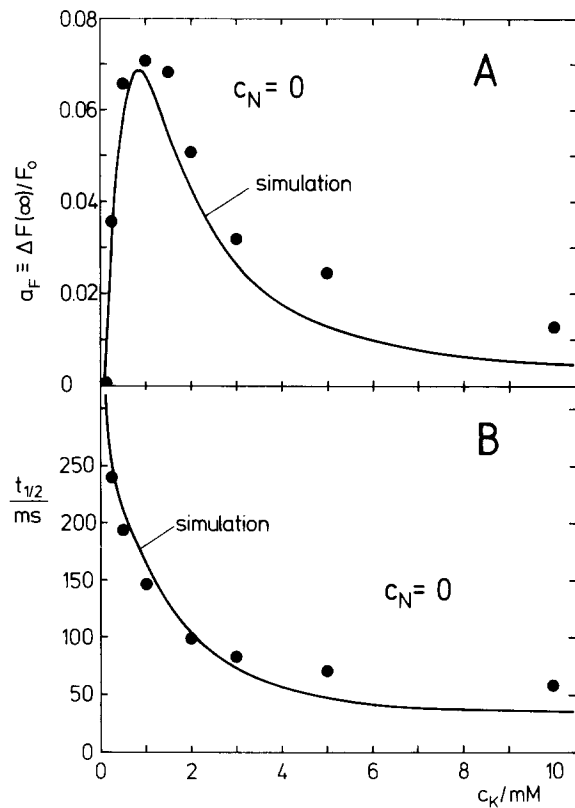 0.08
A
c_N = 0
0.06
simulation
0.04
a_F ≡ ΔF(∞)/F_o
0.02
0
B
250
t_1/2
ms
200
simulation
150
c_N = 0
100
50
0
0 2 4 6 8 10
c_K/mM